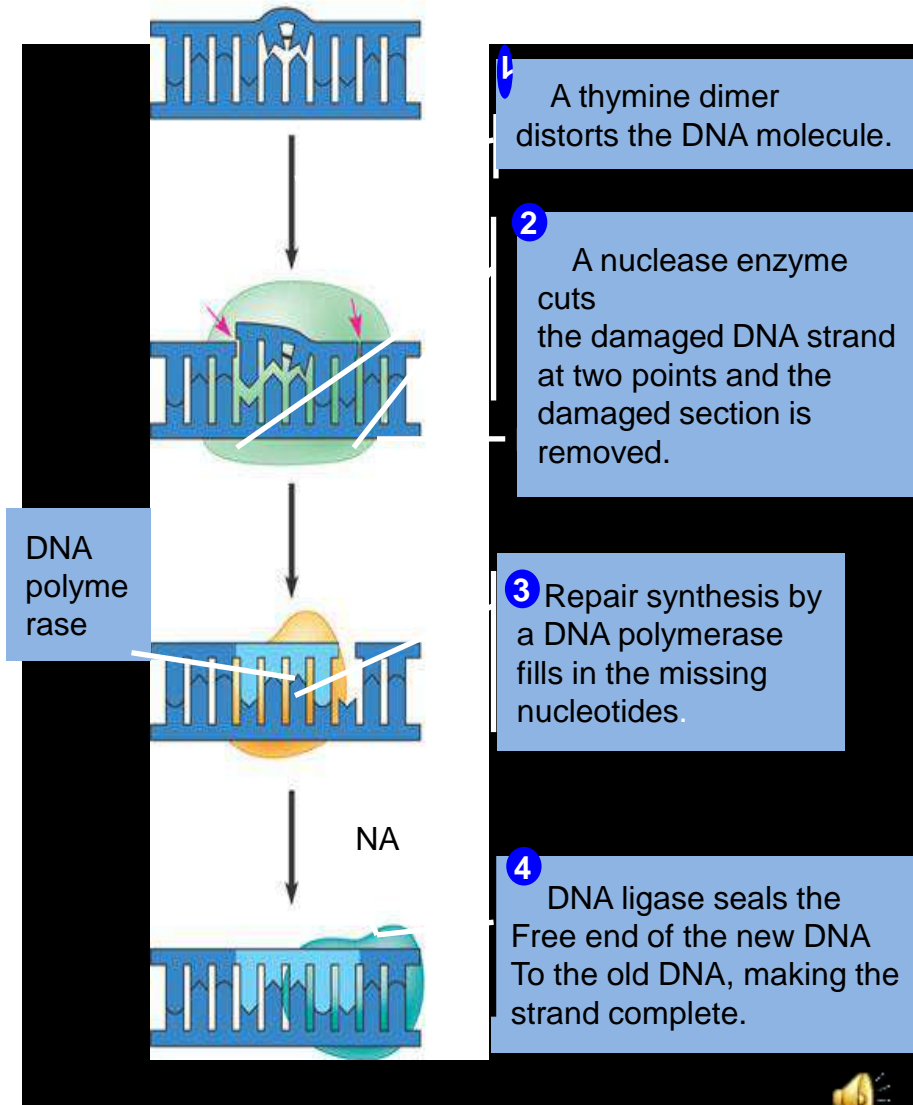 1
A thymine dimer
distorts the DNA molecule.
2
A nuclease enzyme
cuts
the damaged DNA strand
at two points and the
damaged section is
removed.
DNA
polyme
rase
3 Repair synthesis by
a DNA polymerase
fills in the missing
nucleotides.
NA
4
DNA ligase seals the
Free end of the new DNA
To the old DNA, making the
strand complete.